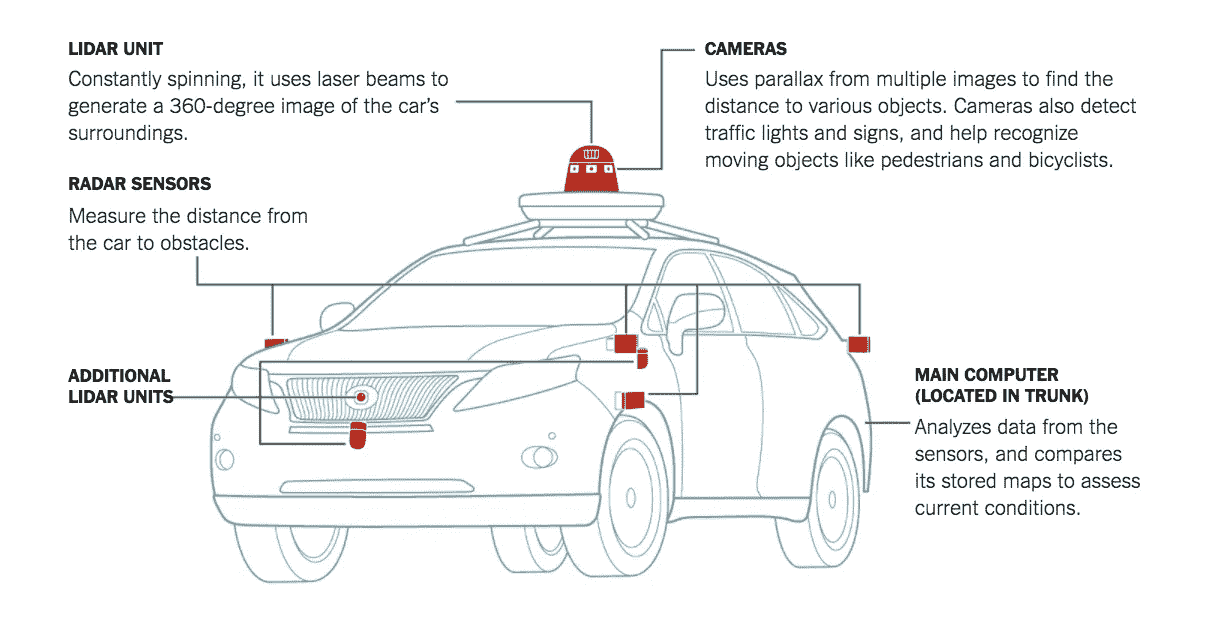 LIDAR UNIT
Constantly spinning, it uses laser beams to
generate a 360-degree image of the car's
surroundings.
CAMERAS
Uses parallax from multiple images to find the
distance to various objects. Cameras also detect
traffic lights and signs, and help recognize
moving objects like pedestrians and bicyclists.
RADAR SENSORS
Measure the distance from
the car to obstacles.
ADDITIONAL
LIDAR UNITS
MAIN COMPUTER
(LOCATED IN TRUNK)
Analyzes data from the
sensors, and compares
its stored maps to assess
current conditions.